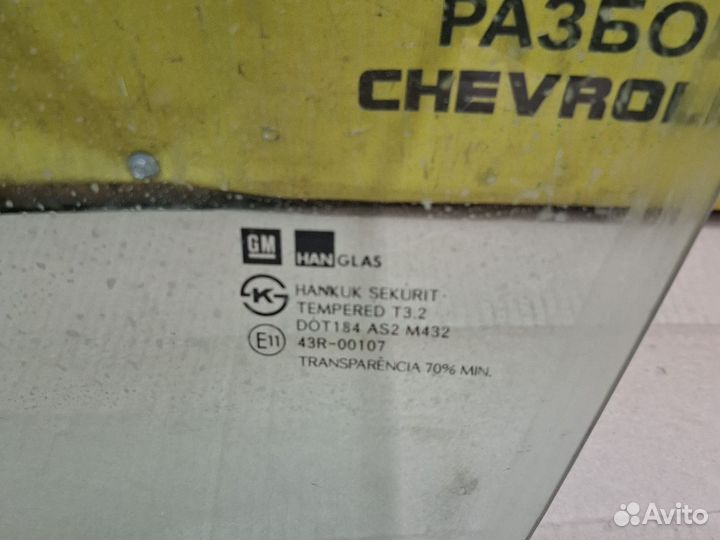 РАЗБО
CHEVROL
GM HANGLAS
HANKUK SEKURIT
TEMPERED T3.2
DOT184 AS2 M432
E11 43R-00107
TRANSPARÊNCIA 70% MIN.
Avito